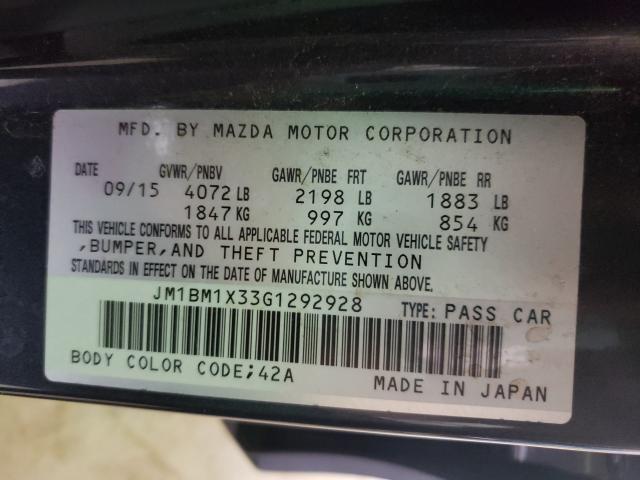 MFD. BY MAZDA MOTOR CORPORATION
DATE GVWR/PNBV GAWR/PNBE FRT GAWR/PNBE RR
09/15 4072 LB 2198 LB 1883 LB
1847 KG 997 KG 854 KG
THIS VEHICLE CONFORMS TO ALL APPLICABLE FEDERAL MOTOR VEHICLE SAFETY
,BUMPER,AND THEFT PREVENTION
STANDARDS IN EFFECT ON THE DATE OF MANUFACTURE SHOWN ABOVE.
JM1BM1X33G1292928 TYPE: PASS CAR
BODY COLOR CODE;42A
MADE IN JAPAN